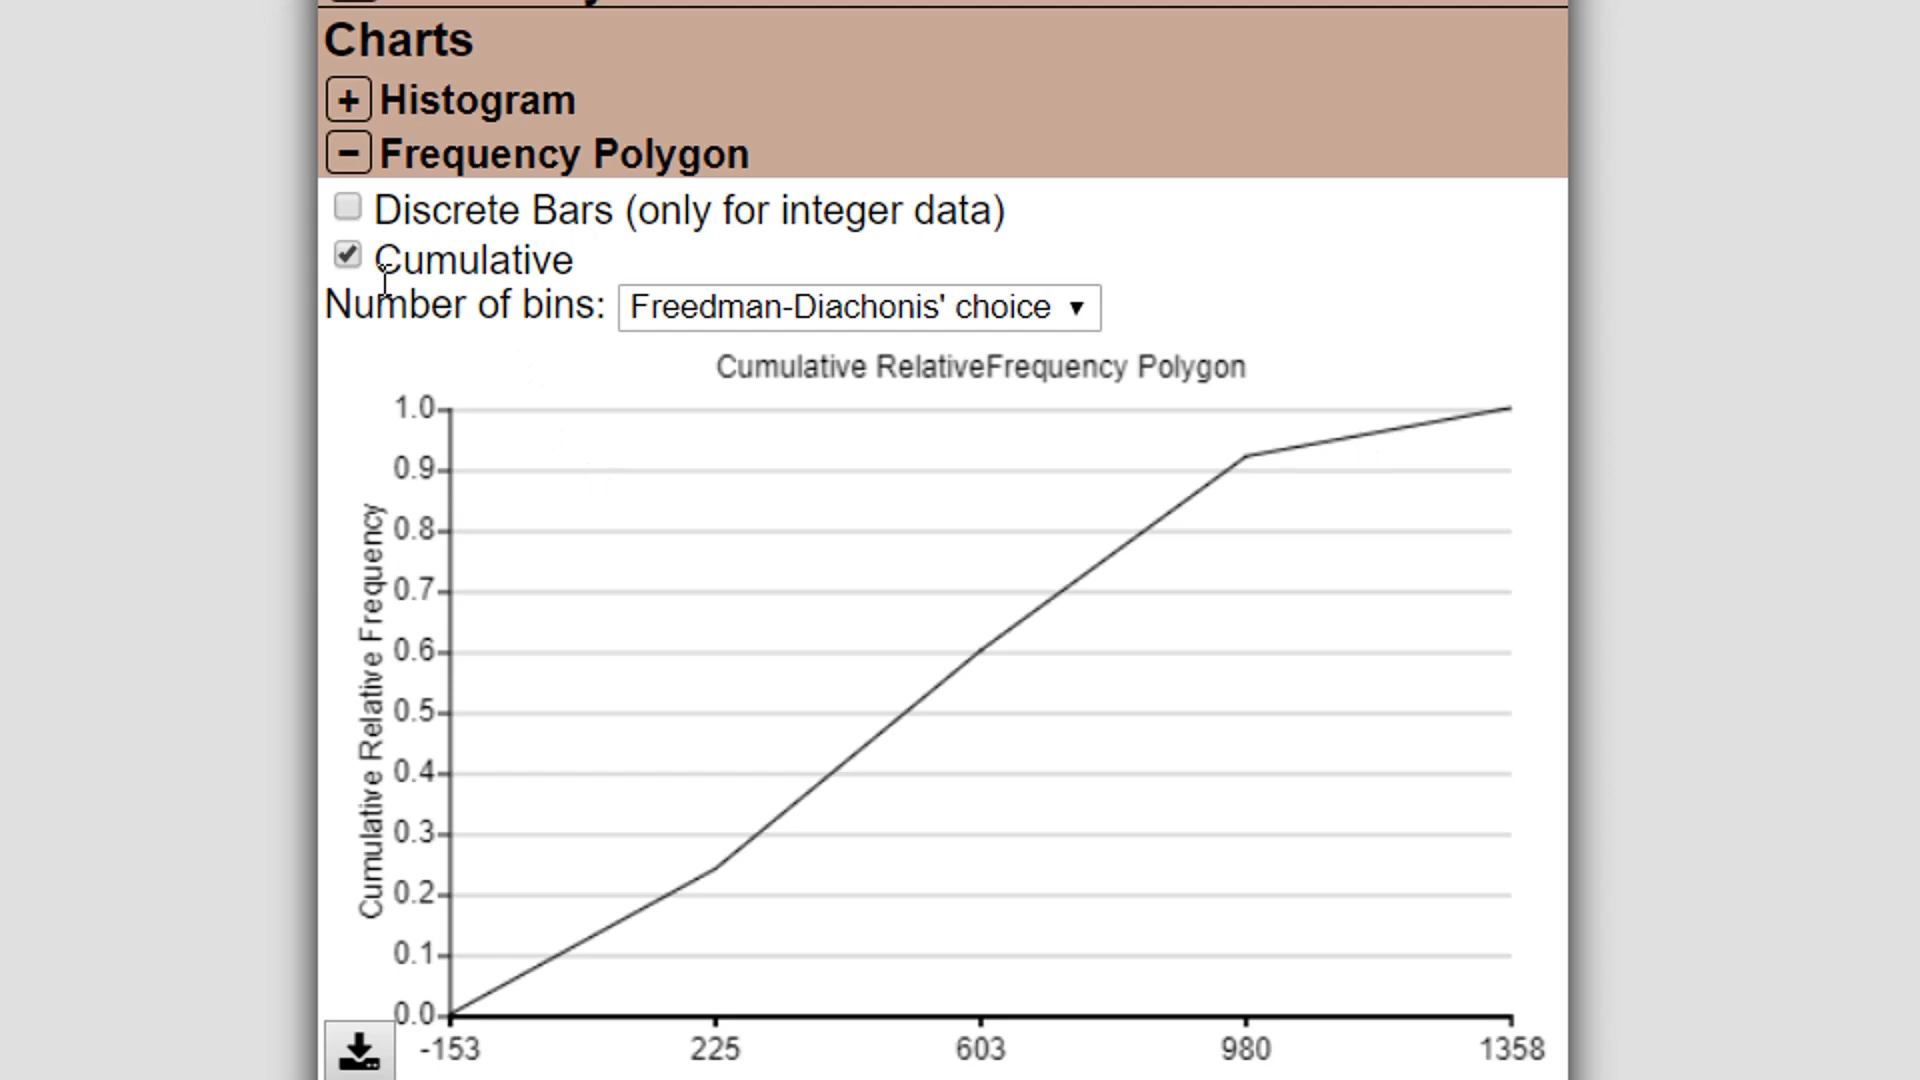 Charts
+ Histogram
− Frequency Polygon
Discrete Bars (only for integer data)
Cumulative
Number of bins: Freedman-Diachonis' choice ▼
Cumulative RelativeFrequency Polygon
Cumulative Relative Frequency
1.0
0.9
0.8
0.7
0.6
0.5
0.4
0.3
0.2
0.1
0.0
-153 225 603 980 1358